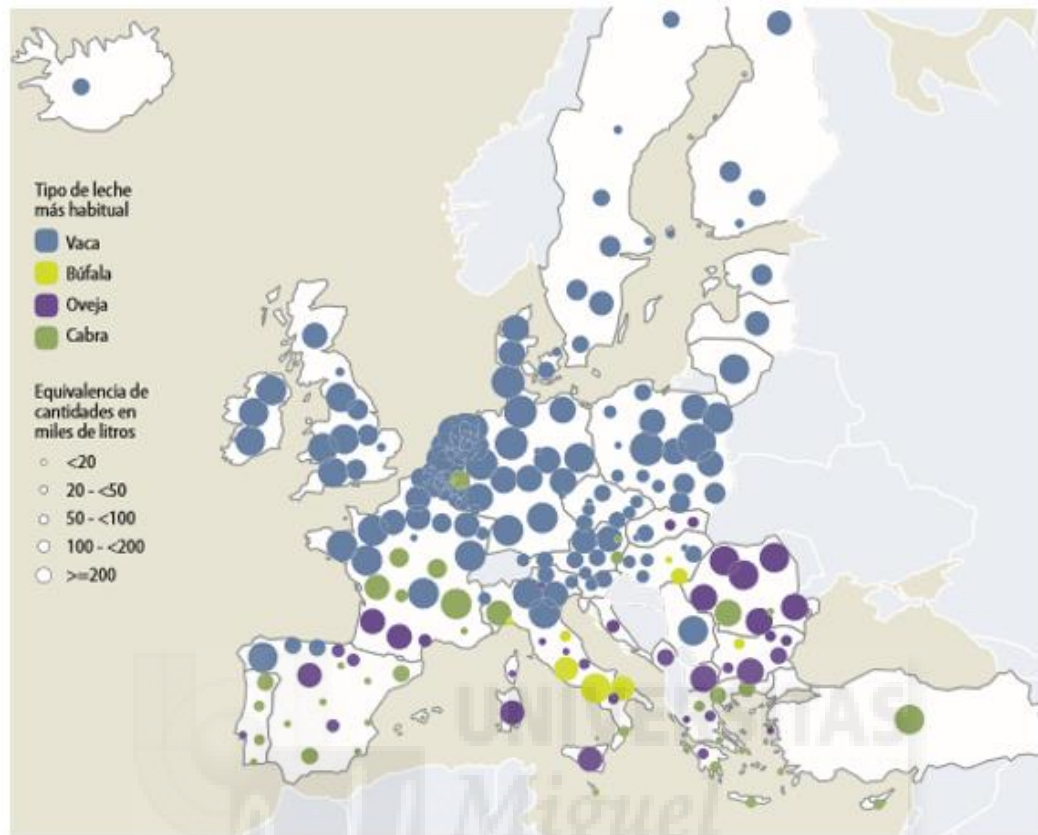 Tipo de leche
más habitual
Vaca
Búfala
Oveja
Cabra
Equivalencia de
cantidades en
miles de litros
<20
20 - <50
50 - <100
100 - <200
>=200
UNIVERSITAS
Miguel